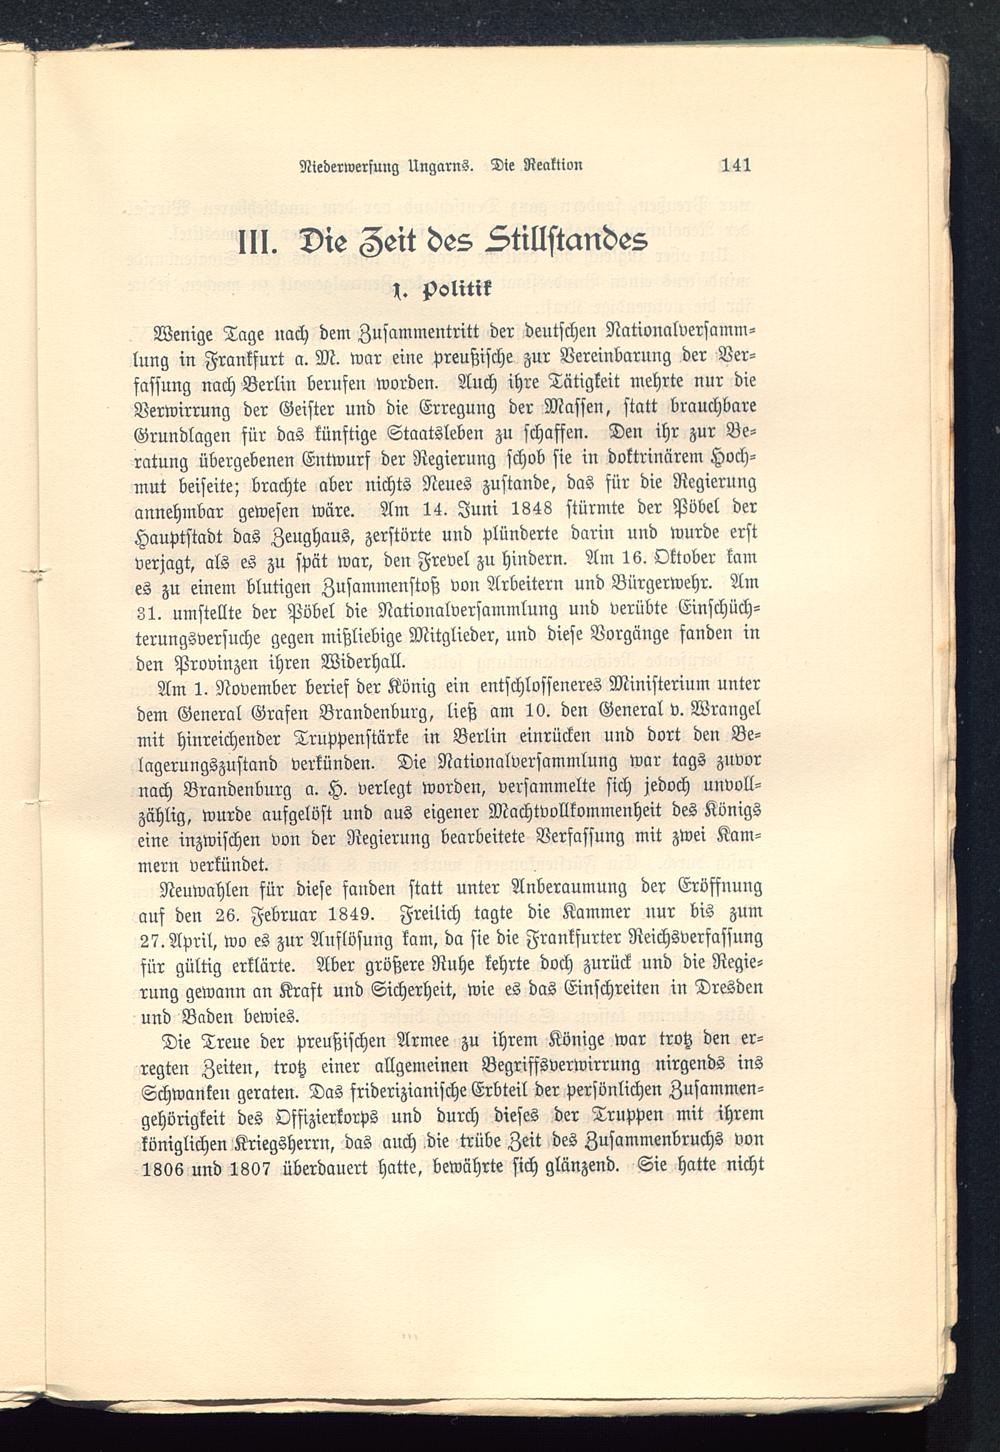 Niederwerfung Ungarns. Die Reaktion 141
III. Die Zeit des Stillstandes
1. Politik
Wenige Tage nach dem Zusammentritt der deutschen Nationalversamm-
lung in Frankfurt a. M. war eine preußische zur Vereinbarung der Ver-
fassung nach Berlin berufen worden. Auch ihre Tätigkeit mehrte nur die
Verwirrung der Geister und die Erregung der Massen, statt brauchbare
Grundlagen für das künftige Staatsleben zu schaffen. Den ihr zur Be-
ratung übergebenen Entwurf der Regierung schob sie in doktrinärem Hoch-
mut beiseite; brachte aber nichts Neues zustande, das für die Regierung
annehmbar gewesen wäre. Am 14. Juni 1848 stürmte der Pöbel der
Hauptstadt das Zeughaus, zerstörte und plünderte darin und wurde erst
verjagt, als es zu spät war, den Frevel zu hindern. Am 16. Oktober kam
es zu einem blutigen Zusammenstoß von Arbeitern und Bürgerwehr. Am
31. umstellte der Pöbel die Nationalversammlung und verübte Einschüch-
terungsversuche gegen mißliebige Mitglieder, und diese Vorgänge fanden in
den Provinzen ihren Widerhall.
Am 1. November berief der König ein entschlosseneres Ministerium unter
dem General Grafen Brandenburg, ließ am 10. den General v. Wrangel
mit hinreichender Truppenstärke in Berlin einrücken und dort den Be-
lagerungszustand verkünden. Die Nationalversammlung war tags zuvor
nach Brandenburg a. H. verlegt worden, versammelte sich jedoch unvoll-
zählig, wurde aufgelöst und aus eigener Machtvollkommenheit des Königs
eine inzwischen von der Regierung bearbeitete Verfassung mit zwei Kam-
mern verkündet.
Neuwahlen für diese fanden statt unter Anberaumung der Eröffnung
auf den 26. Februar 1849. Freilich tagte die Kammer nur bis zum
27. April, wo es zur Auflösung kam, da sie die Frankfurter Reichsverfassung
für gültig erklärte. Aber größere Ruhe kehrte doch zurück und die Regie-
rung gewann an Kraft und Sicherheit, wie es das Einschreiten in Dresden
und Baden bewies.
Die Treue der preußischen Armee zu ihrem Könige war trotz den er-
regten Zeiten, trotz einer allgemeinen Begriffsverwirrung nirgends ins
Schwanken geraten. Das friderizianische Erbteil der persönlichen Zusammen-
gehörigkeit des Offizierkorps und durch dieses der Truppen mit ihrem
königlichen Kriegsherrn, das auch die trübe Zeit des Zusammenbruchs von
1806 und 1807 überdauert hatte, bewährte sich glänzend. Sie hatte nicht